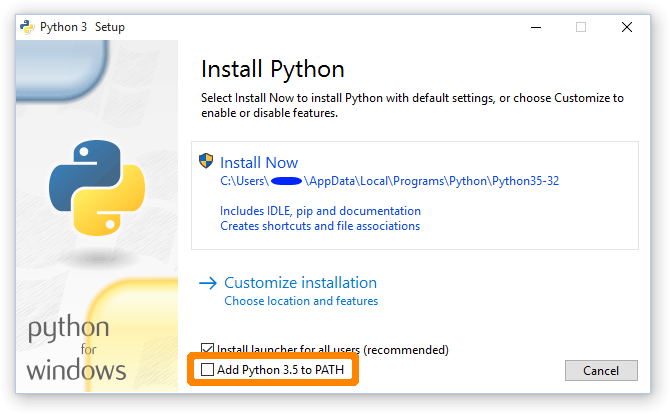 Python 3 Setup
Install Python
Select Install Now to install Python with default settings, or choose Customize to
enable or disable features.
Install Now
C:\Users\ \AppData\Local\Programs\Python\Python35-32
Includes IDLE, pip and documentation
Creates shortcuts and file associations
Customize installation
Choose location and features
Install launcher for all users (recommended)
Add Python 3.5 to PATH
Cancel
python
for
windows